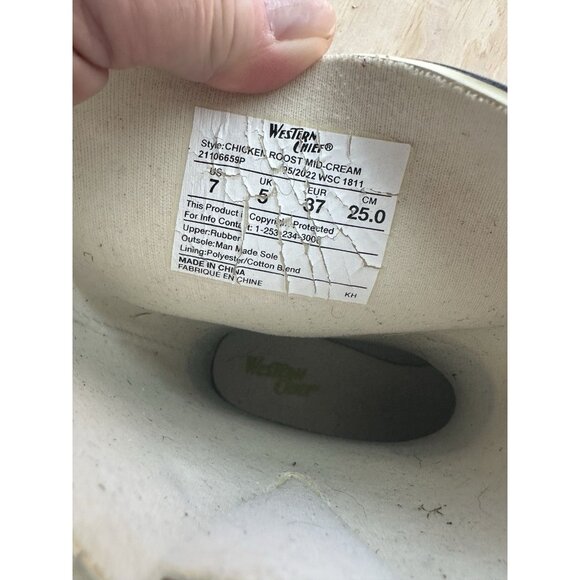 WESTERN
CHIEF®
Style: CHICKEN ROOST MID-CREAM
21106659P 05/2022 WSC 1811
US UK EUR CM
7 5 37 25.0
This Product is Copyright Protected
For Info Contact: 1-253-234-3008
Upper:Rubber
Outsole:Man Made Sole
Lining:Polyester/Cotton Blend
MADE IN CHINA
FABRIQUE EN CHINE
KH
WESTERN
CHIEF